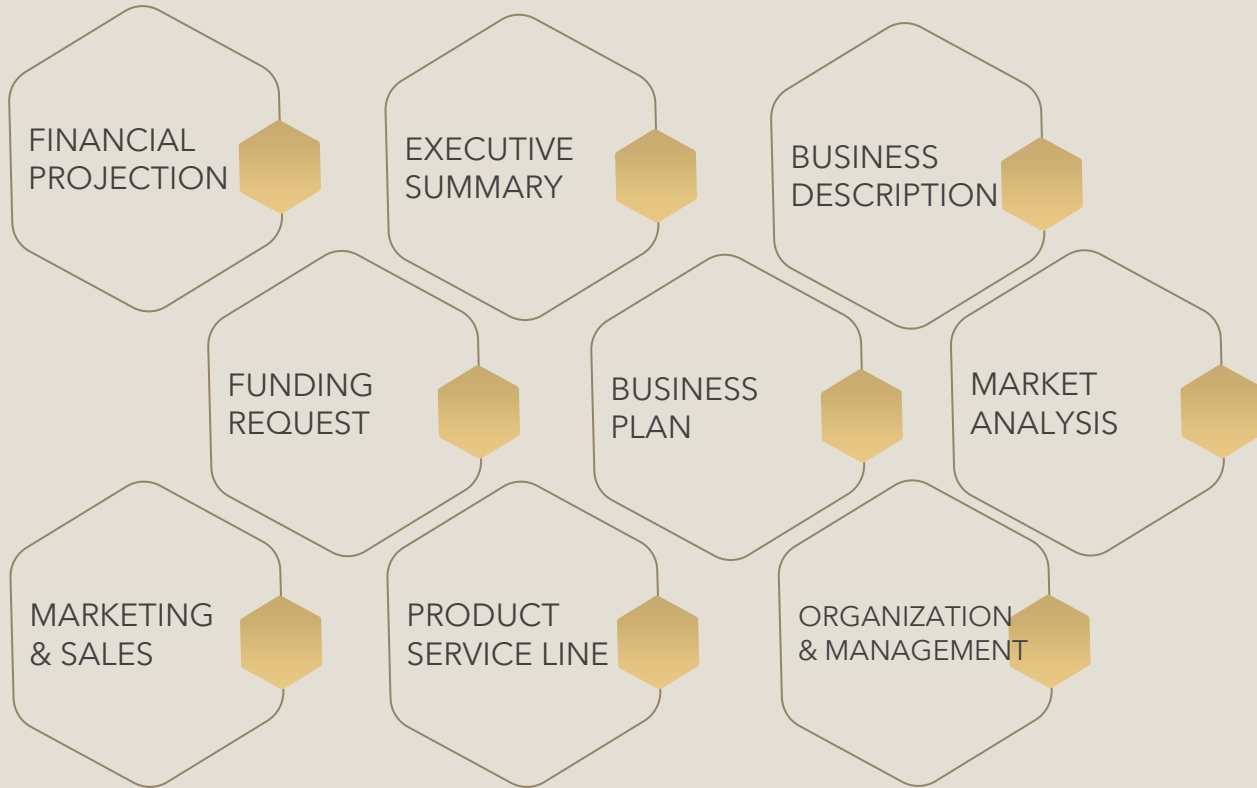 FINANCIAL
PROJECTION
EXECUTIVE
SUMMARY
BUSINESS
DESCRIPTION
FUNDING
REQUEST
BUSINESS
PLAN
MARKET
ANALYSIS
MARKETING
& SALES
PRODUCT
SERVICE LINE
ORGANIZATION
& MANAGEMENT